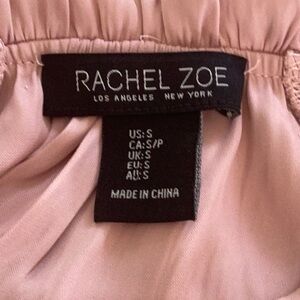 RACHEL ZOE
LOS ANGELES NEW YORK
US: S
CA: S/P
UK: S
EU: S
AU: S
MADE IN CHINA